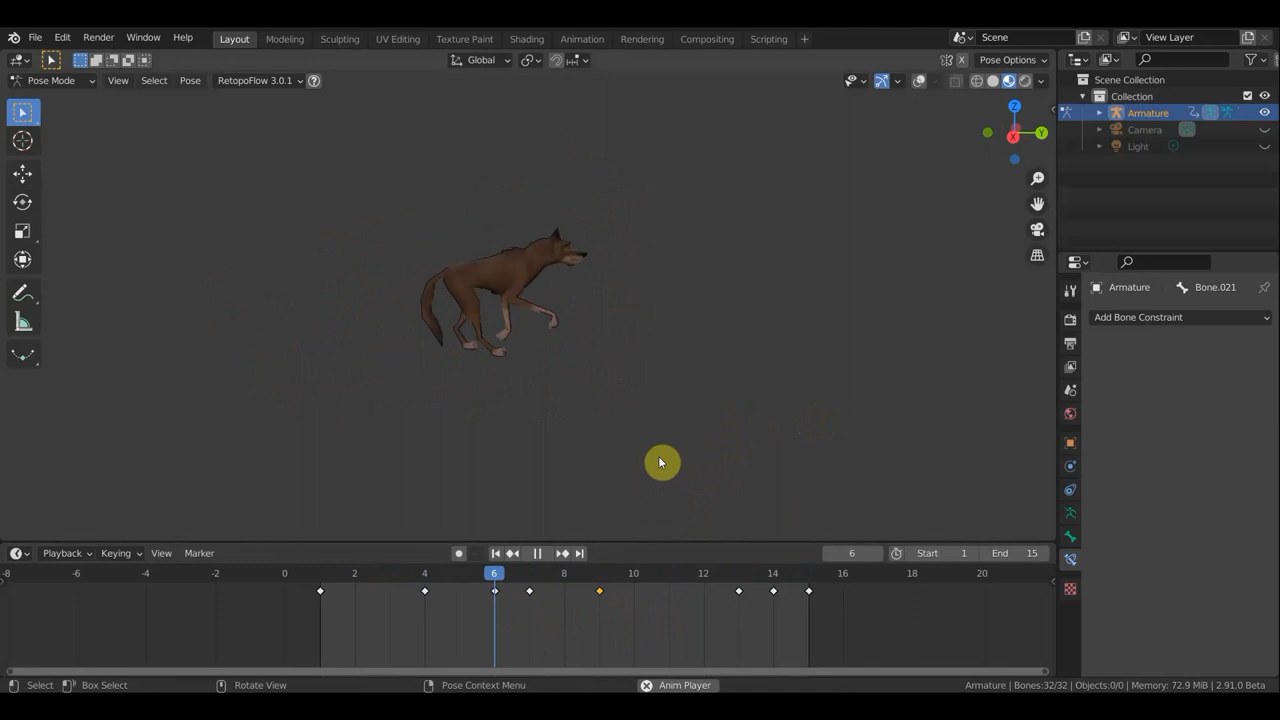 File Edit Render Window Help Layout Modeling Sculpting UV Editing Texture Paint Shading Animation Rendering Compositing Scripting + Scene View Layer
Global Pose Options
Pose Mode View Select Pose RetopoFlow 3.0.1 ?
Scene Collection
Collection
Armature
Camera
Light
Z
Y
X
Armature Bone.021
Add Bone Constraint
Playback Keying View Marker 6 Start 1 End 15
-8 -6 -4 -2 0 2 4 6 8 10 12 14 16 18 20
Select Box Select Rotate View Pose Context Menu Anim Player Armature | Bones:32/32 | Objects:0/0 | Memory: 72.9 MiB | 2.91.0 Beta